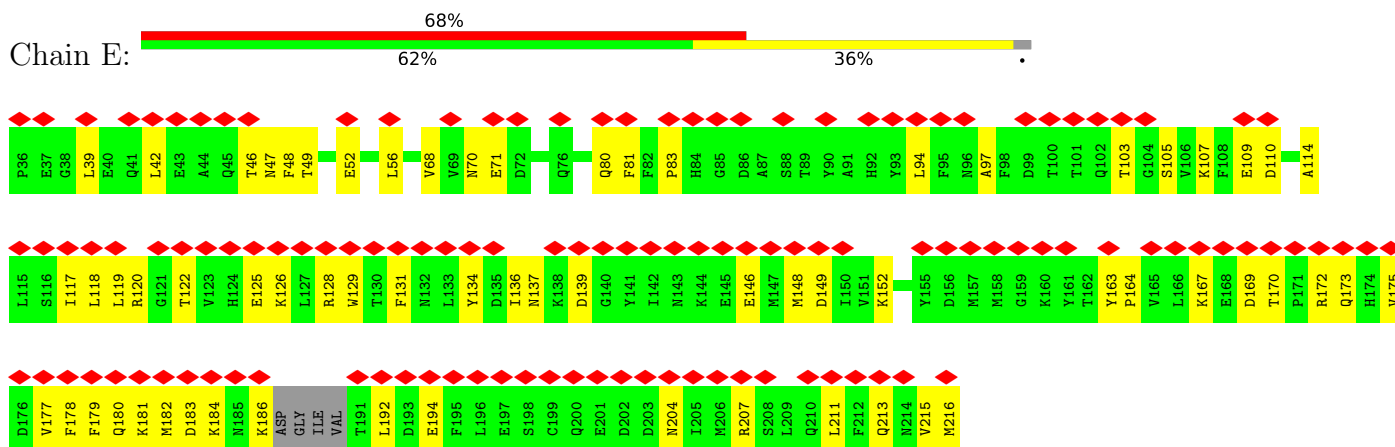 68%
Chain E:
62% 36% •
P36 E37 G38 L39 E40 Q41 L42 E43 A44 Q45 T46 N47 F48 T49 E52 L56 V68 V69 N70 E71 D72 Q76 Q80 F81 F82 P83 H84 G85 D86 A87 S88 T89 Y90 A91 H92 Y93 L94 F95 N96 A97 F98 D99 T100 T101 Q102 T103 G104 S105 V106 K107 F108 E109 D110 A114
L115 S116 I117 L118 L119 R120 G121 T122 V123 H124 E125 K126 L127 R128 W129 T130 F131 N132 L133 Y134 D135 I136 N137 K138 D139 G140 Y141 I142 N143 K144 E145 E146 M147 M148 D149 I150 V151 K152 Y155 D156 M157 M158 G159 K160 Y161 T162 Y163 P164 V165 L166 K167 E168 D169 T170 P171 R172 Q173 H174 V175
D176 V177 F178 F179 Q180 K181 M182 D183 K184 N185 K186 ASP GLY ILE VAL T191 L192 D193 E194 F195 L196 E197 S198 C199 Q200 E201 D202 D203 N204 I205 M206 R207 S208 L209 Q210 L211 F212 Q213 N214 V215 M216